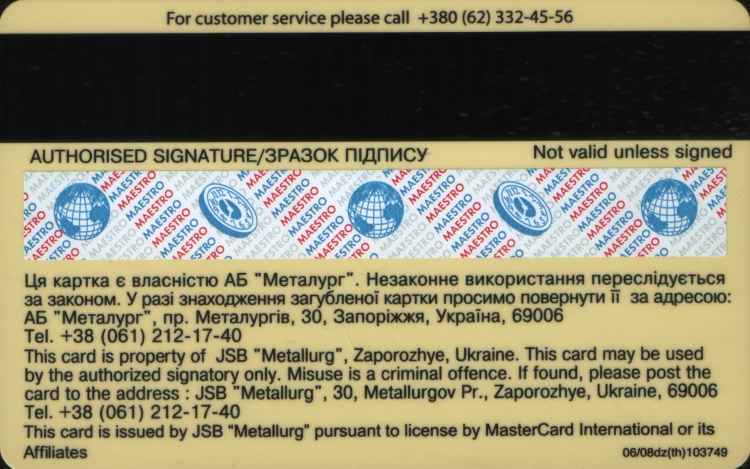 For customer service please call +380 (62) 332-45-56
AUTHORISED SIGNATURE/ЗРАЗОК ПІДПИСУ Not valid unless signed
MAESTRO MAESTRO MAESTRO MAESTRO MAESTRO
Ця картка є власністю АБ "Металург". Незаконне використання переслідується
за законом. У разі знаходження загубленої картки просимо повернути її за адресою:
АБ "Металург", пр. Металургів, 30, Запоріжжя, Україна, 69006
Tel. +38 (061) 212-17-40
This card is property of JSB "Metallurg", Zaporozhye, Ukraine. This card may be used
by the authorized signatory only. Misuse is a criminal offence. If found, please post the
card to the address : JSB "Metallurg", 30, Metallurgov Pr., Zaporozhye, Ukraine, 69006
Tel. +38 (061) 212-17-40
This card is issued by JSB "Metallurg" pursuant to license by MasterCard International or its
Affiliates 06/08dz(th)103749